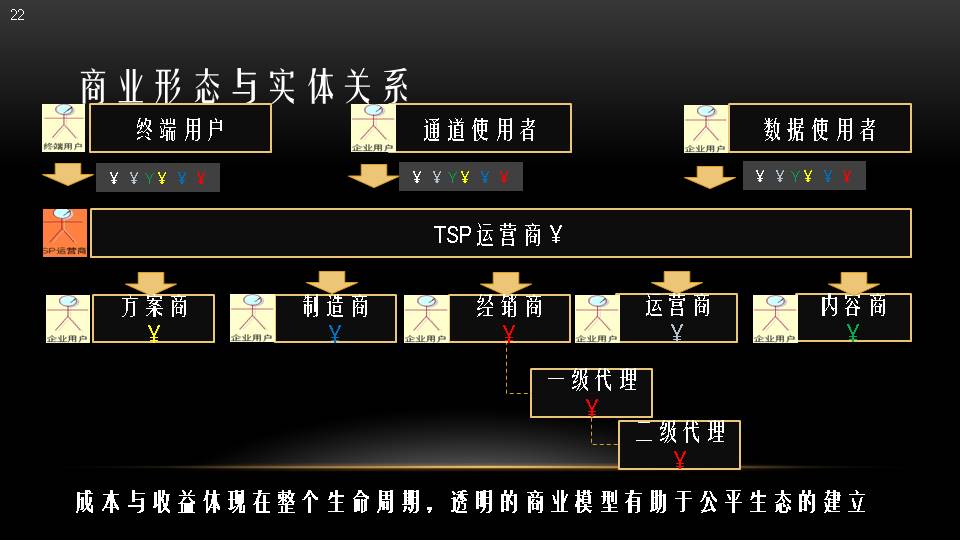 22
商业形态与实体关系
终端用户
终端用户
企业用户
通道使用者
企业用户
数据使用者
¥ ¥ Y ¥ ¥ ¥
¥ ¥ Y ¥ ¥ ¥
¥ ¥ Y ¥ ¥ ¥
SP运营商
TSP运营商¥
企业用户
方案商
¥
企业用户
制造商
¥
企业用户
经销商
¥
企业用户
运营商
¥
企业用户
内容商
¥
一级代理
¥
二级代理
¥
成本与收益体现在整个生命周期，透明的商业模型有助于公平生态的建立